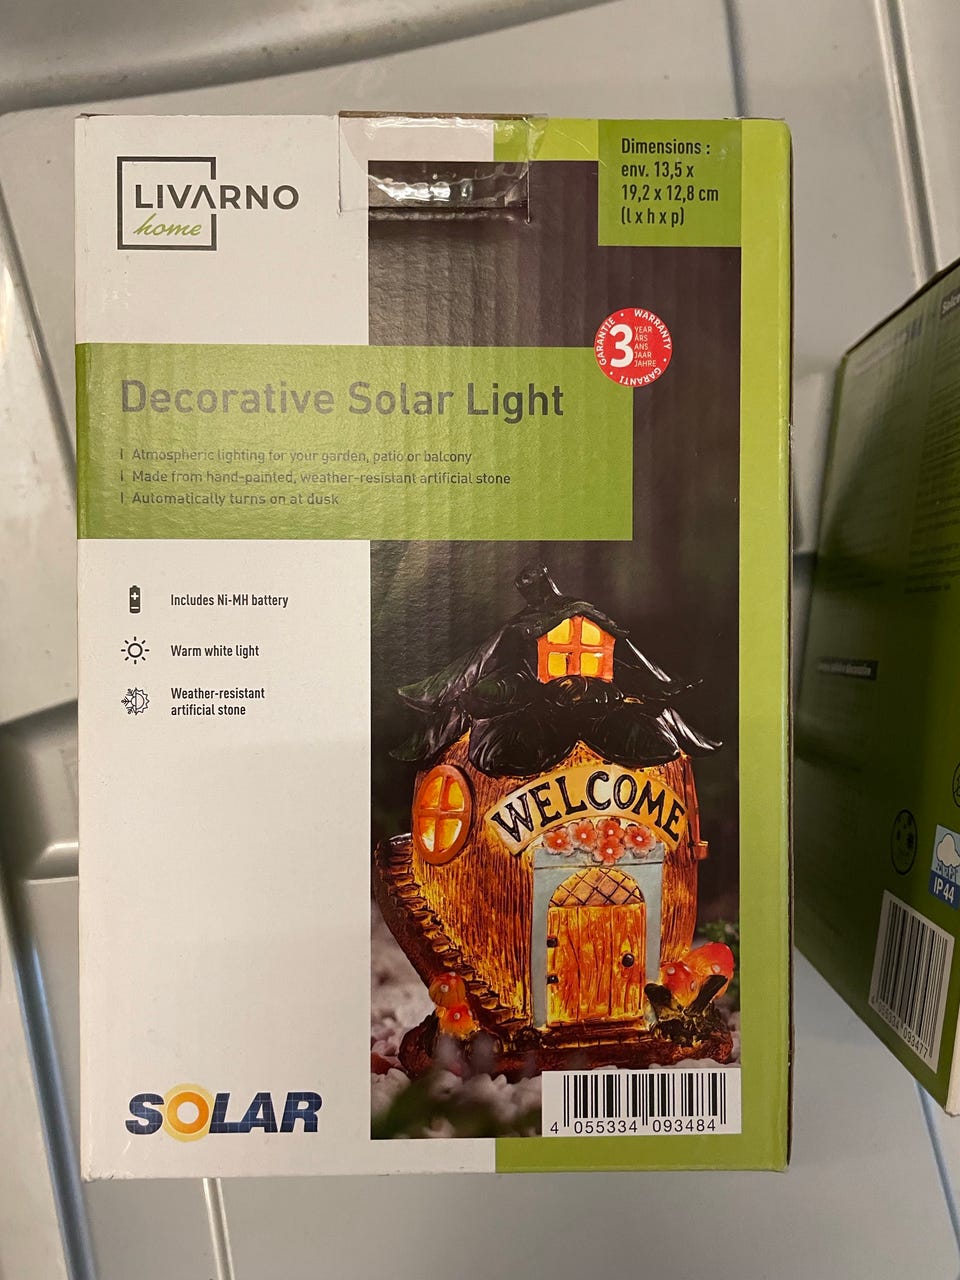 LIVARNO
home
Dimensions :
env. 13,5 x
19,2 x 12,8 cm
(l x h x p)
GARANTIE • WARRANTY • GARANTI •
3
YEAR
ÅRS
ANS
JAAR
JAHRE
Decorative Solar Light
| Atmospheric lighting for your garden, patio or balcony
| Made from hand-painted, weather-resistant artificial stone
| Automatically turns on at dusk
Includes Ni-MH battery
Warm white light
Weather-resistant
artificial stone
WELCOME
SOLAR
4 055334 093484
IP44